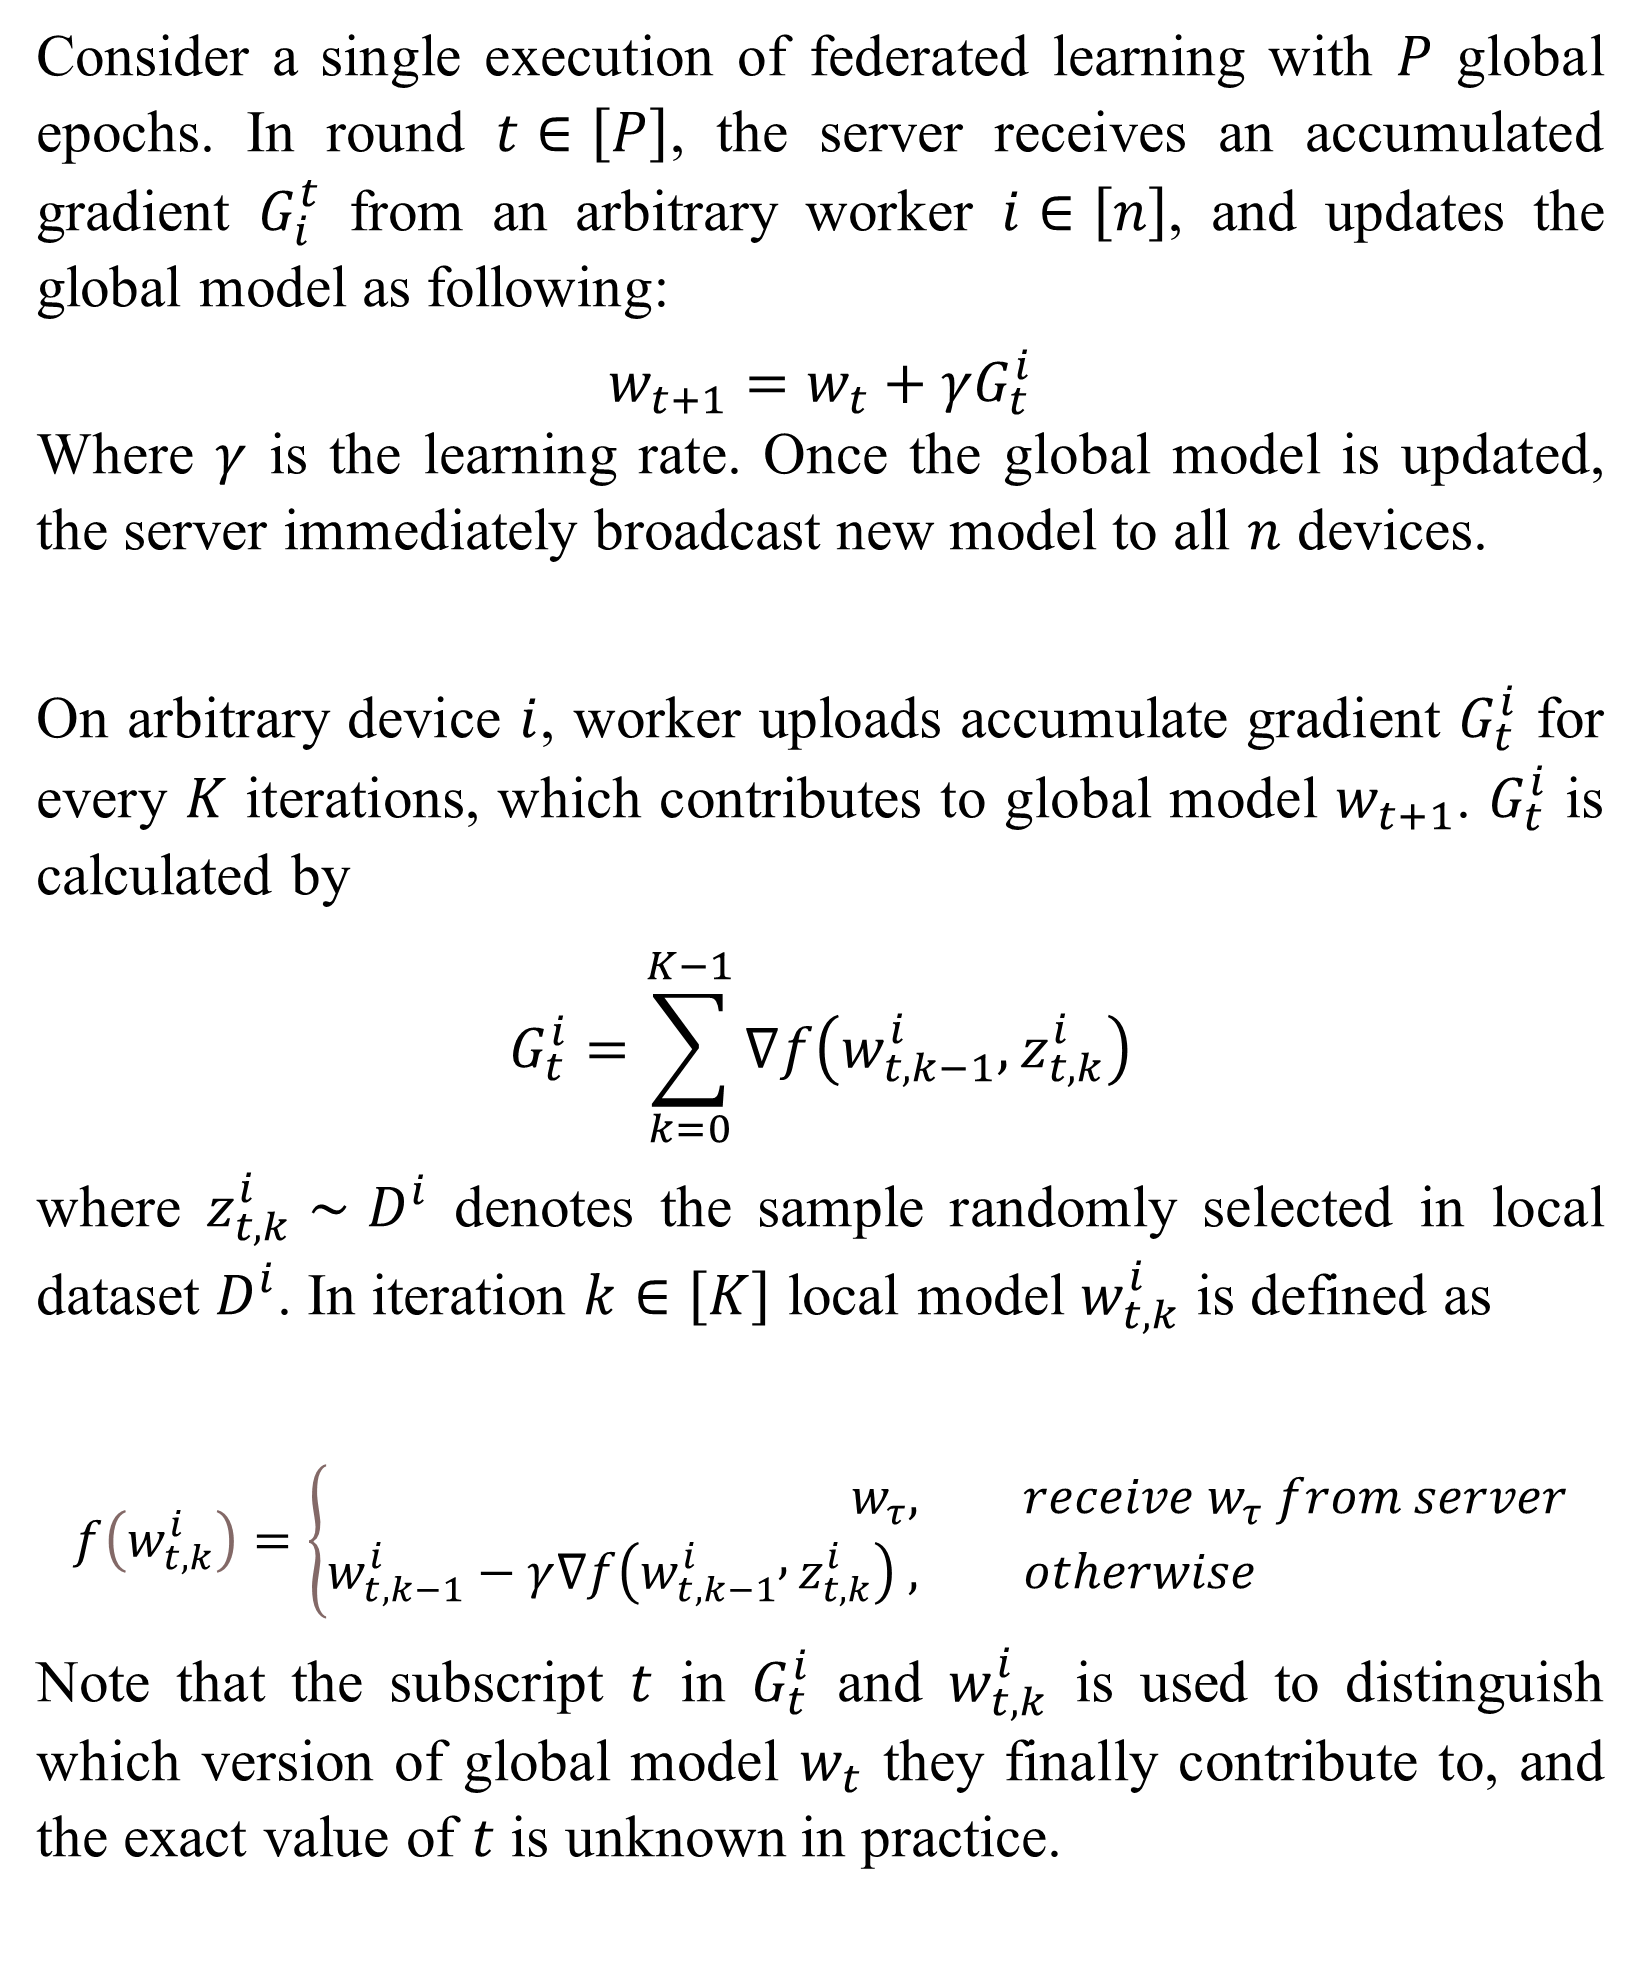 Consider a single execution of federated learning with P global
epochs. In round t ∈ [P], the server receives an accumulated
gradient G_i^t from an arbitrary worker i ∈ [n], and updates the
global model as following:
w_{t+1} = w_t + γG_t^i
Where γ is the learning rate. Once the global model is updated,
the server immediately broadcast new model to all n devices.
On arbitrary device i, worker uploads accumulate gradient G_t^i for
every K iterations, which contributes to global model w_{t+1}. G_t^i is
calculated by
G_t^i = \sum_{k=0}^{K-1} ∇f(w_{t,k-1}^i, z_{t,k}^i)
where z_{t,k}^i ~ D^i denotes the sample randomly selected in local
dataset D^i. In iteration k ∈ [K] local model w_{t,k}^i is defined as
f(w_{t,k}^i) = { w_τ, receive w_τ from server
w_{t,k-1}^i − γ∇f(w_{t,k-1}^i, z_{t,k}^i), otherwise
Note that the subscript t in G_t^i and w_{t,k}^i is used to distinguish
which version of global model w_t they finally contribute to, and
the exact value of t is unknown in practice.